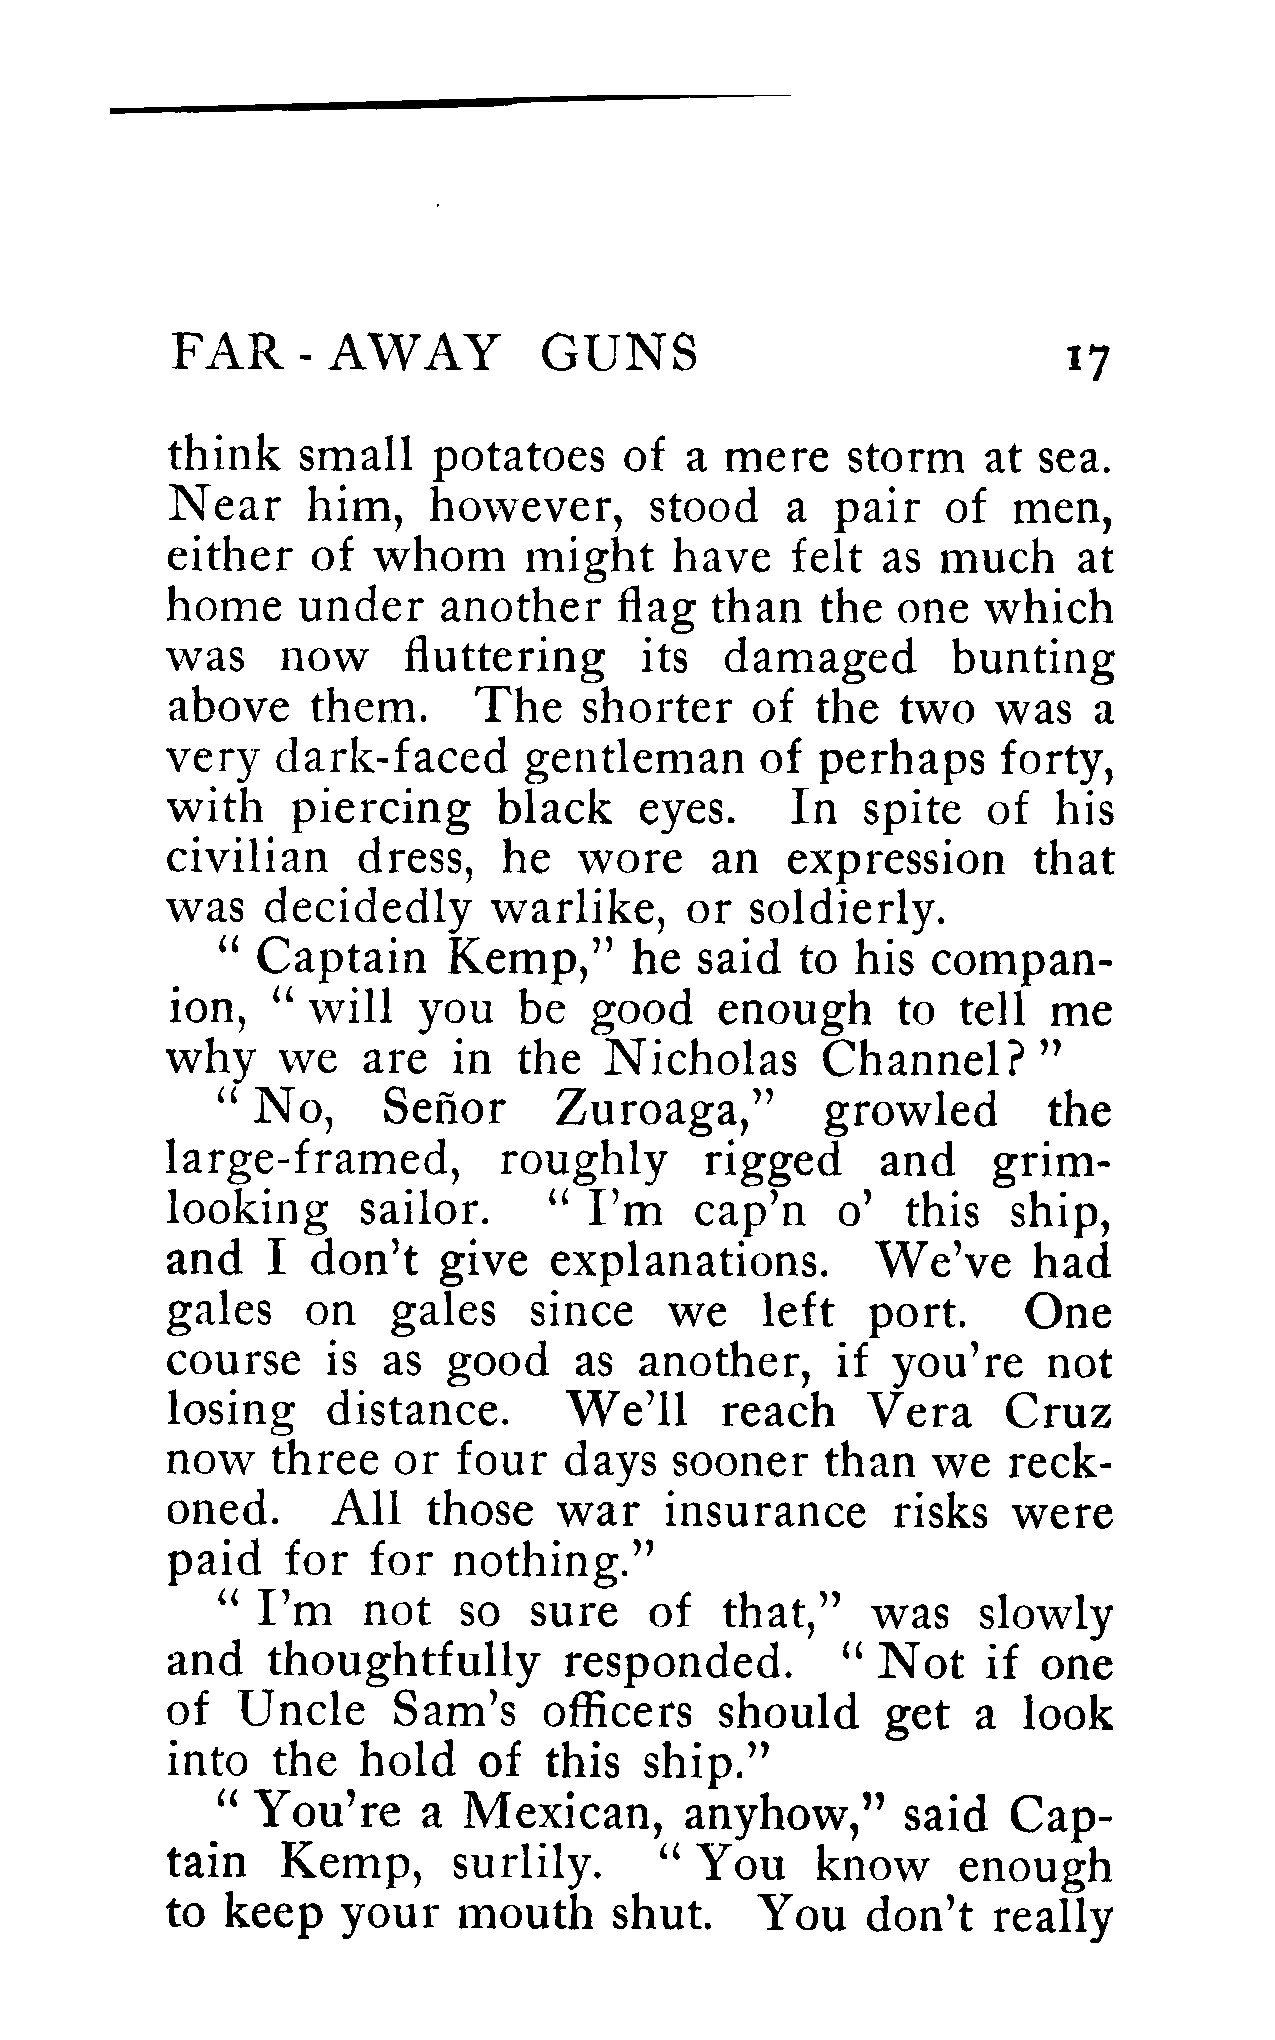 FAR - AWAY GUNS 17
think small potatoes of a mere storm at sea.
Near him, however, stood a pair of men,
either of whom might have felt as much at
home under another flag than the one which
was now fluttering its damaged bunting
above them. The shorter of the two was a
very dark-faced gentleman of perhaps forty,
with piercing black eyes. In spite of his
civilian dress, he wore an expression that
was decidedly warlike, or soldierly.
“ Captain Kemp,” he said to his compan-
ion, “ will you be good enough to tell me
why we are in the Nicholas Channel? ”
“ No, Señor Zuroaga,” growled the
large-framed, roughly rigged and grim-
looking sailor. “ I’m cap’n o’ this ship,
and I don’t give explanations. We’ve had
gales on gales since we left port. One
course is as good as another, if you’re not
losing distance. We’ll reach Vera Cruz
now three or four days sooner than we reck-
oned. All those war insurance risks were
paid for for nothing.”
“ I’m not so sure of that,” was slowly
and thoughtfully responded. “ Not if one
of Uncle Sam’s officers should get a look
into the hold of this ship.”
“ You’re a Mexican, anyhow,” said Cap-
tain Kemp, surlily. “ You know enough
to keep your mouth shut. You don’t really